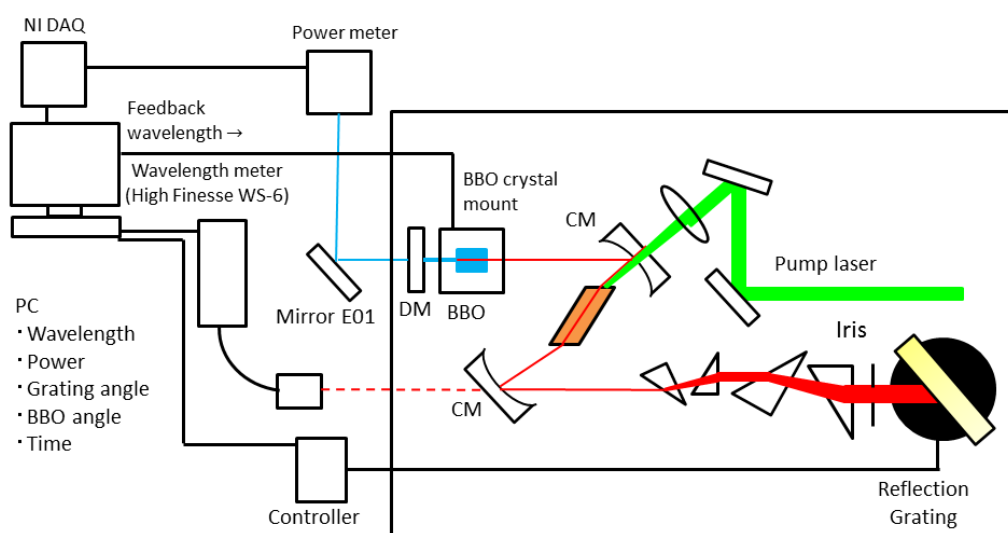 NI DAQ
Power meter
Feedback
wavelength →
Wavelength meter
(High Finesse WS-6)
BBO crystal
mount
CM
Pump laser
Mirror E01
DM
BBO
PC
・Wavelength
・Power
・Grating angle
・BBO angle
・Time
Iris
CM
Controller
Reflection
Grating